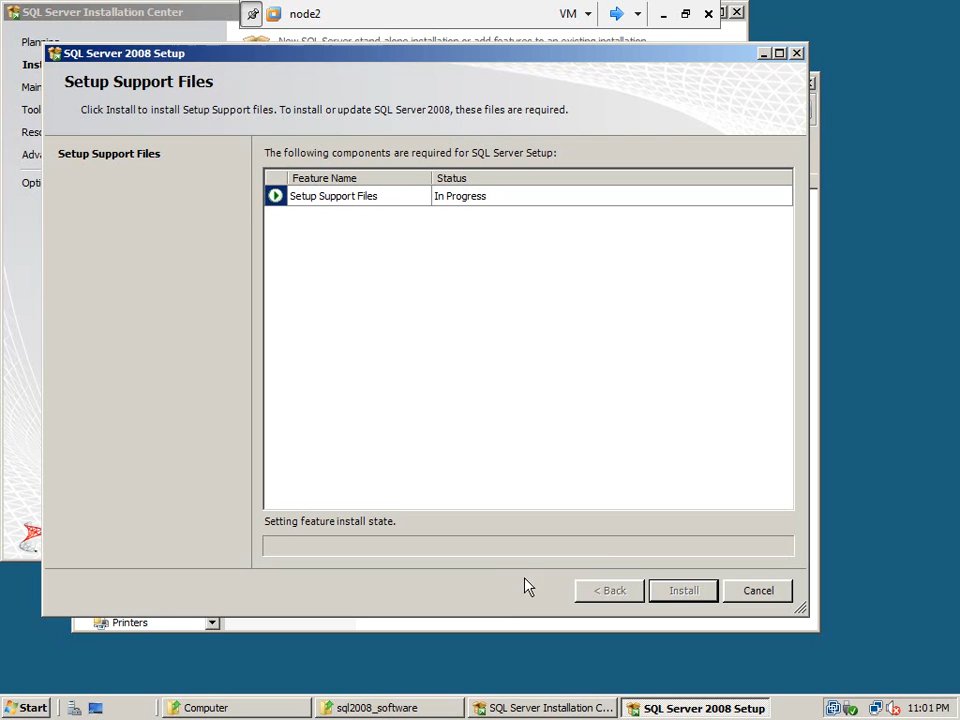 SQL Server Installation Center
node2
VM
New SQL Server stand-alone installation or add features to an existing installation
Planning
SQL Server 2008 Setup
Setup Support Files
Click Install to install Setup Support files. To install or update SQL Server 2008, these files are required.
Setup Support Files
The following components are required for SQL Server Setup:
Feature Name Status
Setup Support Files In Progress
Inst
Main
Tool
Reso
Adva
Opti
Setting feature install state.
< Back Install Cancel
Printers
Start Computer sql2008_software SQL Server Installation C... SQL Server 2008 Setup 11:01 PM